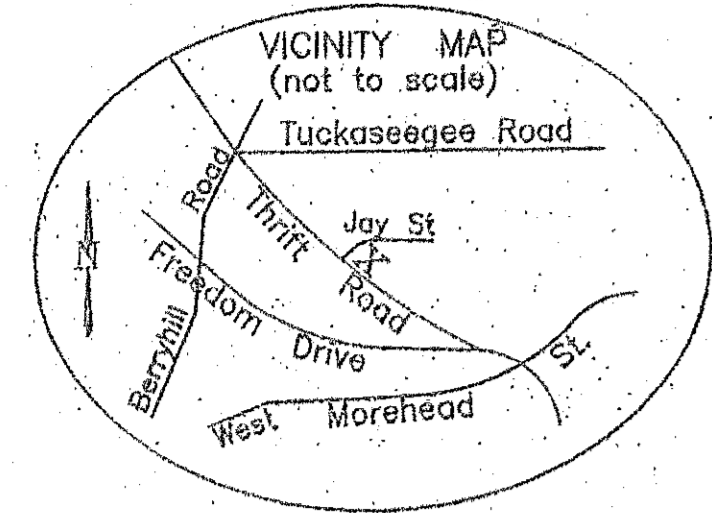 VICINITY MAP
(not to scale)
Tuckaseegee Road
Berryhill Road
Thrift Road
Jay St
X
N
Freedom Drive
West Morehead St.